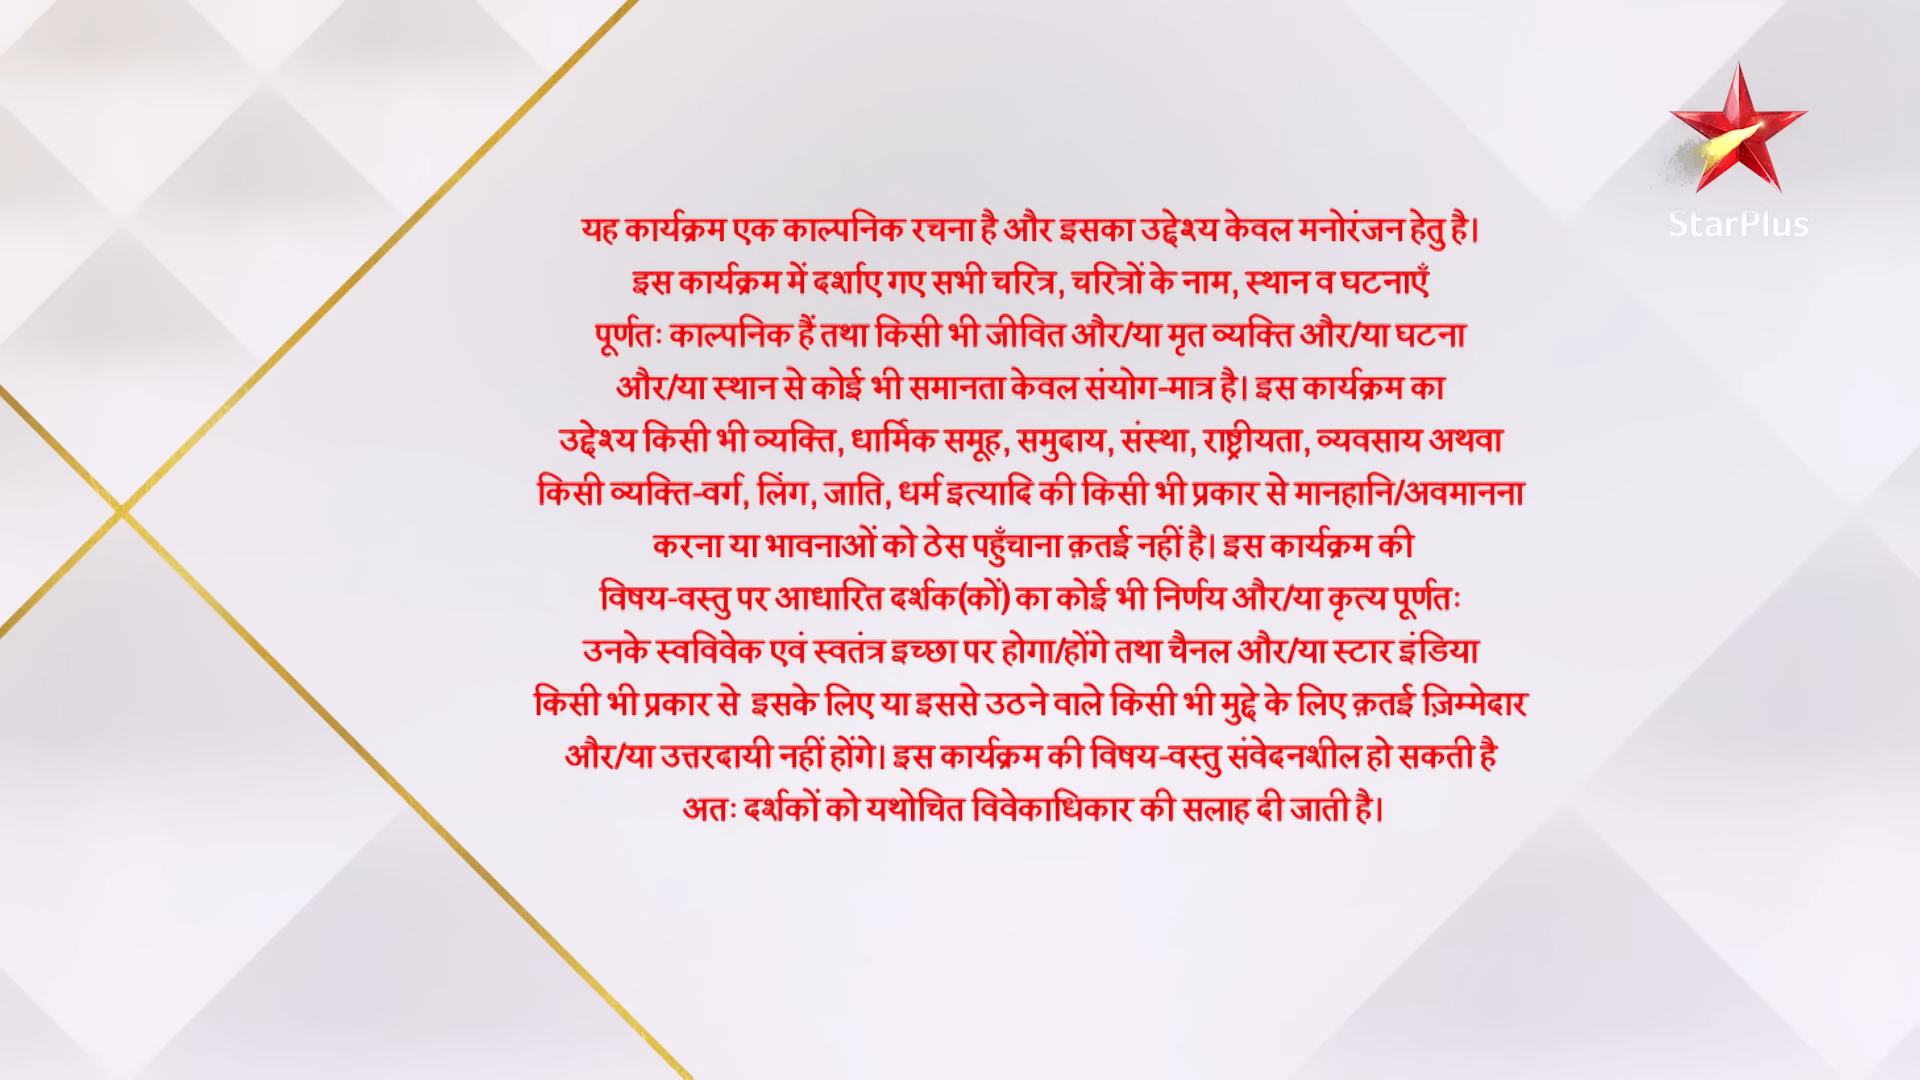 StarPlus
यह कार्यक्रम एक काल्पनिक रचना है और इसका उद्देश्य केवल मनोरंजन हेतु है।
इस कार्यक्रम में दर्शाए गए सभी चरित्र, चरित्रों के नाम, स्थान व घटनाएँ
पूर्णतः काल्पनिक हैं तथा किसी भी जीवित और/या मृत व्यक्ति और/या घटना
और/या स्थान से कोई भी समानता केवल संयोग-मात्र है। इस कार्यक्रम का
उद्देश्य किसी भी व्यक्ति, धार्मिक समूह, समुदाय, संस्था, राष्ट्रीयता, व्यवसाय अथवा
किसी व्यक्ति-वर्ग, लिंग, जाति, धर्म इत्यादि की किसी भी प्रकार से मानहानि/अवमानना
करना या भावनाओं को ठेस पहुँचाना क़तई नहीं है। इस कार्यक्रम की
विषय-वस्तु पर आधारित दर्शक(कों) का कोई भी निर्णय और/या कृत्य पूर्णतः
उनके स्वविवेक एवं स्वतंत्र इच्छा पर होगा/होंगे तथा चैनल और/या स्टार इंडिया
किसी भी प्रकार से इसके लिए या इससे उठने वाले किसी भी मुद्दे के लिए क़तई ज़िम्मेदार
और/या उत्तरदायी नहीं होंगे। इस कार्यक्रम की विषय-वस्तु संवेदनशील हो सकती है
अतः दर्शकों को यथोचित विवेकाधिकार की सलाह दी जाती है।